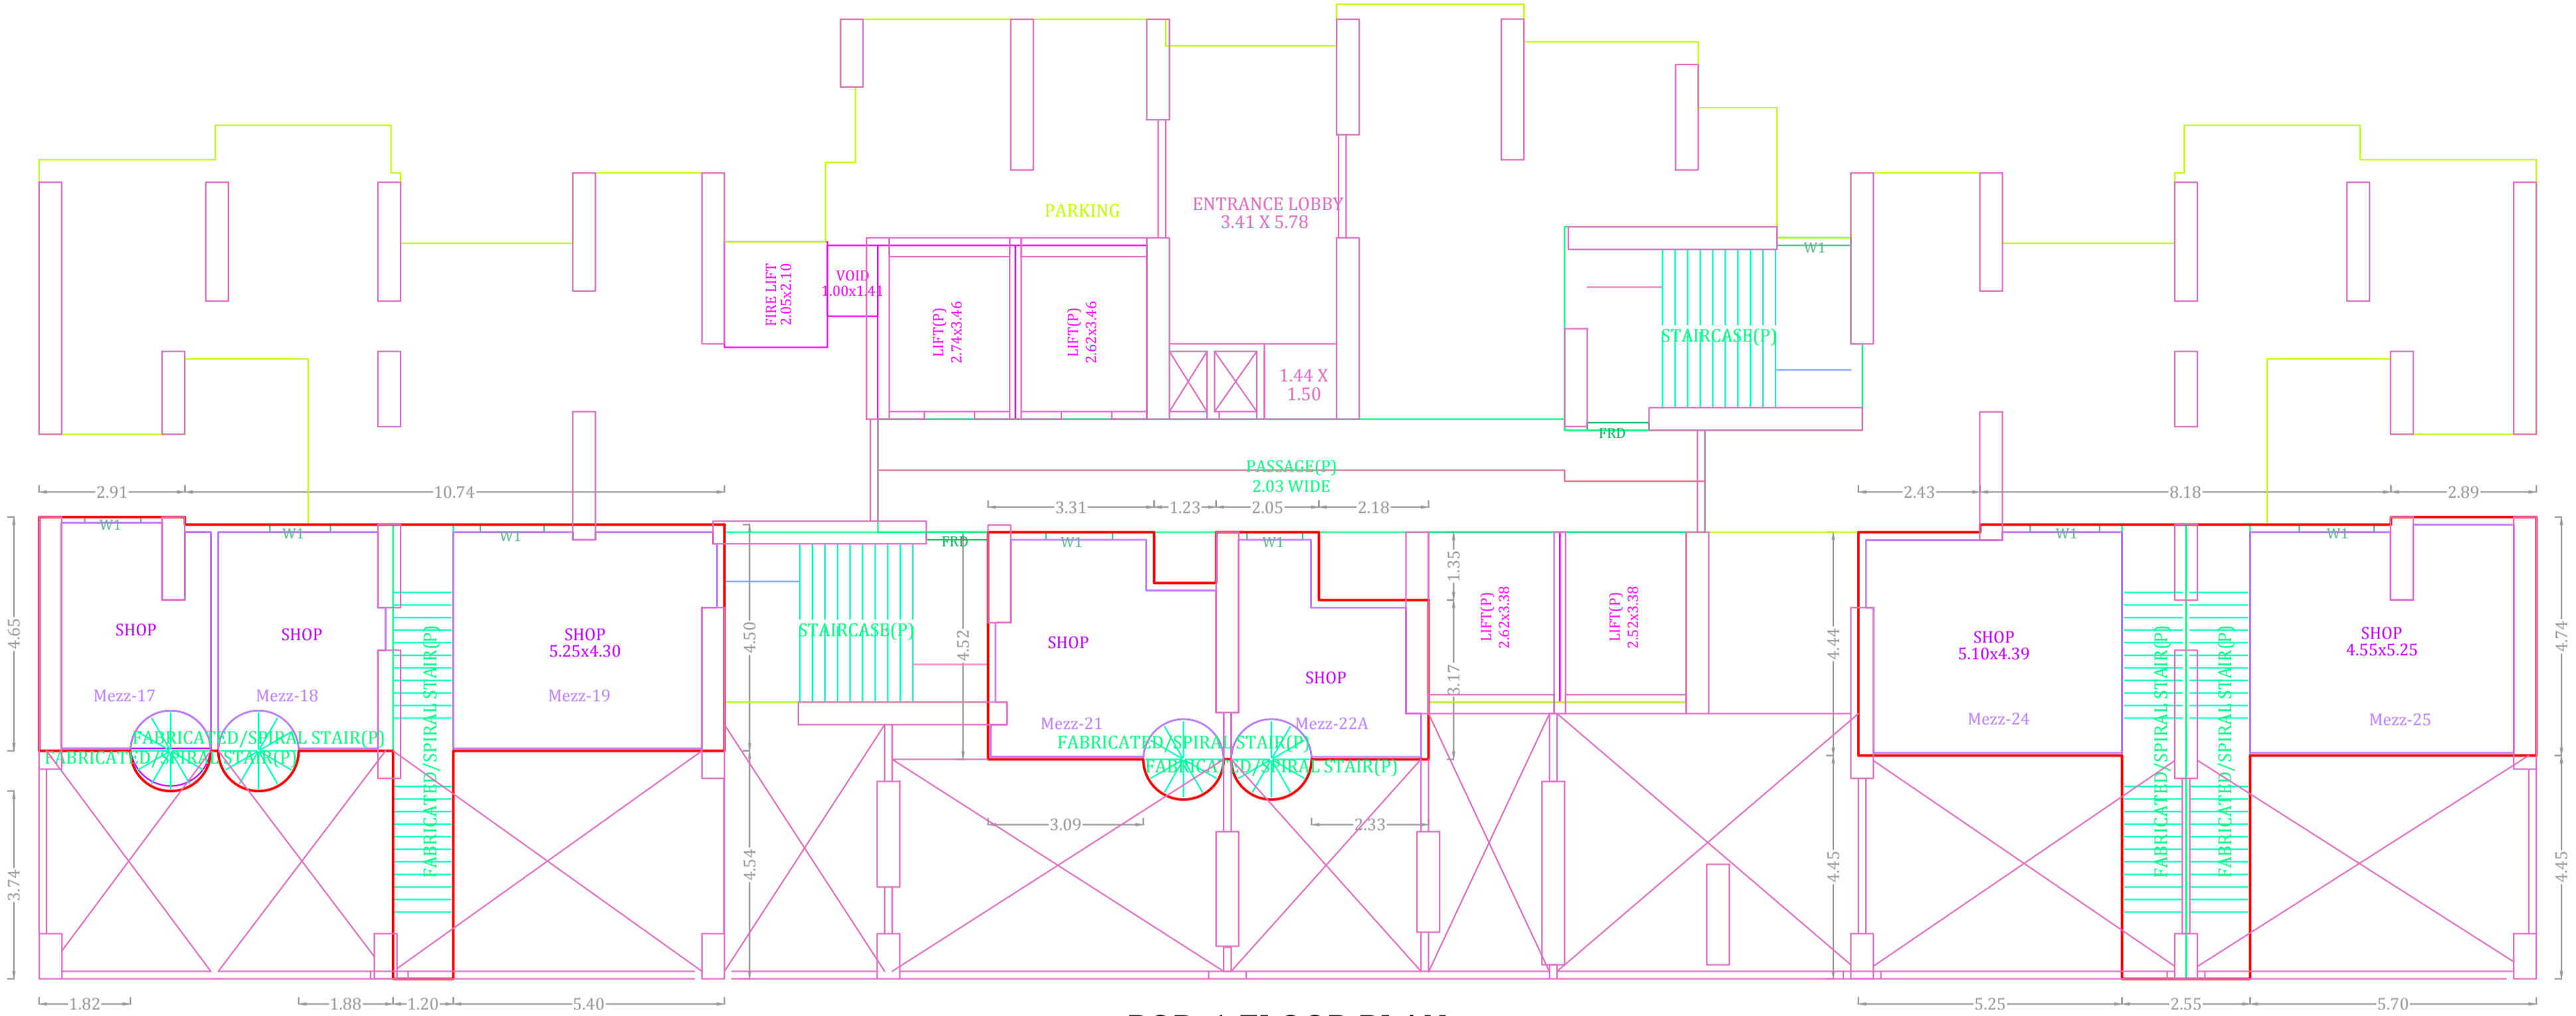 ENTRANCE LOBBY
3.41 X 5.78
PARKING
W1
FIRE LIFT
2.05x2.10
VOID
1.00x1.41
LIFT(P)
2.74x3.46
LIFT(P)
2.62x3.46
STAIRCASE(P)
1.44 X
1.50
FRD
PASSAGE(P)
2.03 WIDE
2.91
10.74
3.31
1.23
2.05
2.18
2.43
8.18
2.89
W1
W1
W1
FRD
W1
W1
W1
W1
4.65
SHOP
SHOP
SHOP
5.25x4.30
4.50
STAIRCASE(P)
4.52
SHOP
SHOP
1.35
3.17
LIFT(P)
2.62x3.38
LIFT(P)
2.52x3.38
4.44
SHOP
5.10x4.39
SHOP
4.55x5.25
4.74
Mezz-17
Mezz-18
Mezz-19
Mezz-21
Mezz-22A
Mezz-24
Mezz-25
FABRICATED/SPIRAL STAIR(P)
FABRICATED/SPIRAL STAIR(P)
FABRICATED/SPIRAL STAIR(P)
FABRICATED/SPIRAL STAIR(P)
FABRICATED/SPIRAL STAIR(P)
FABRICATED/SPIRAL STAIR(P)
FABRICATED/SPIRAL STAIR(P)
3.74
4.54
3.09
2.33
4.45
4.45
1.82
1.88
1.20
5.40
5.25
2.55
5.70